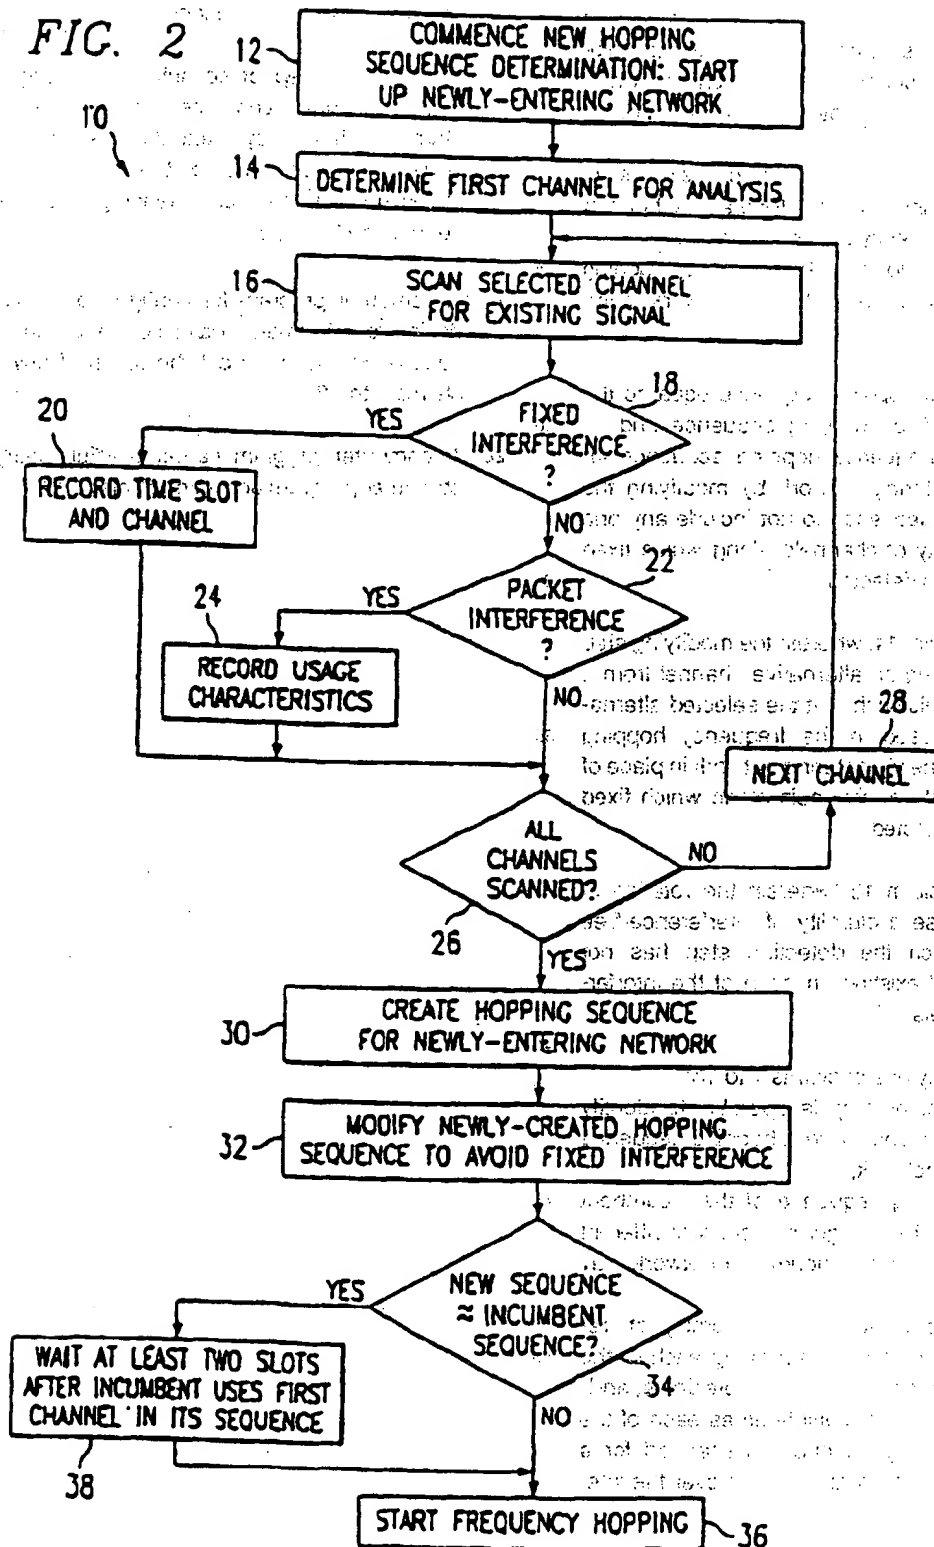 FIG. 2
10
12
COMMENCE NEW HOPPING
SEQUENCE DETERMINATION: START
UP NEWLY-ENTERING NETWORK
14
DETERMINE FIRST CHANNEL FOR ANALYSIS
16
SCAN SELECTED CHANNEL
FOR EXISTING SIGNAL
18
FIXED
INTERFERENCE
?
YES
NO
20
RECORD TIME SLOT
AND CHANNEL
22
PACKET
INTERFERENCE
?
YES
NO
24
RECORD USAGE
CHARACTERISTICS
28
NEXT CHANNEL
ALL
CHANNELS
SCANNED?
NO
26
YES
30
CREATE HOPPING SEQUENCE
FOR NEWLY-ENTERING NETWORK
32
MODIFY NEWLY-CREATED HOPPING
SEQUENCE TO AVOID FIXED INTERFERENCE
NEW SEQUENCE
≈ INCUMBENT
SEQUENCE?
YES
34
NO
WAIT AT LEAST TWO SLOTS
AFTER INCUMBENT USES FIRST
CHANNEL IN ITS SEQUENCE
38
START FREQUENCY HOPPING
36